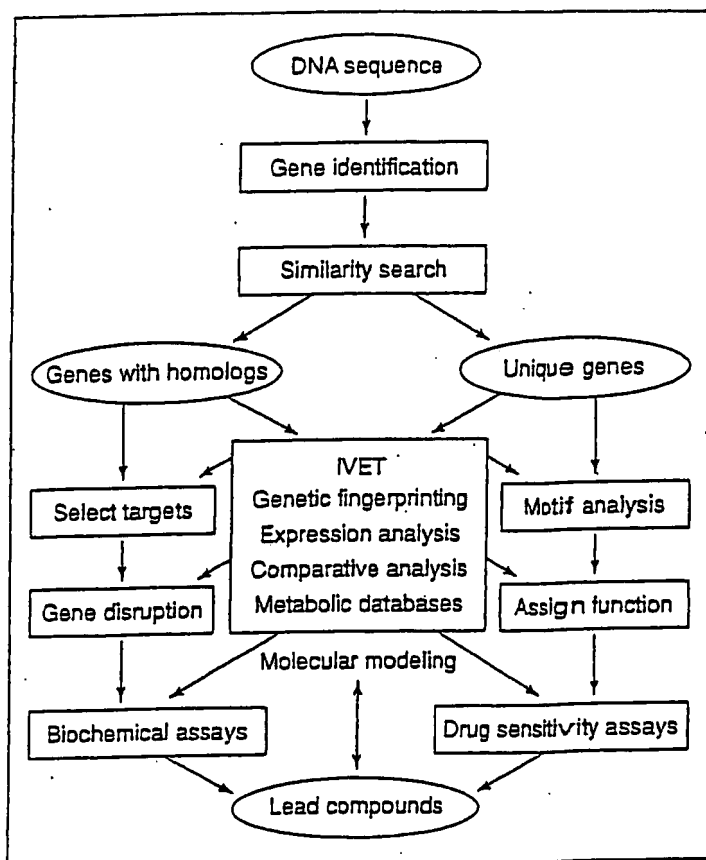 DNA sequence
Gene identification
Similarity search
Genes with homologs
Unique genes
IVET
Genetic fingerprinting
Expression analysis
Comparative analysis
Metabolic databases
Select targets
Motif analysis
Gene disruption
Assign function
Molecular modeling
Biochemical assays
Drug sensitivity assays
Lead compounds